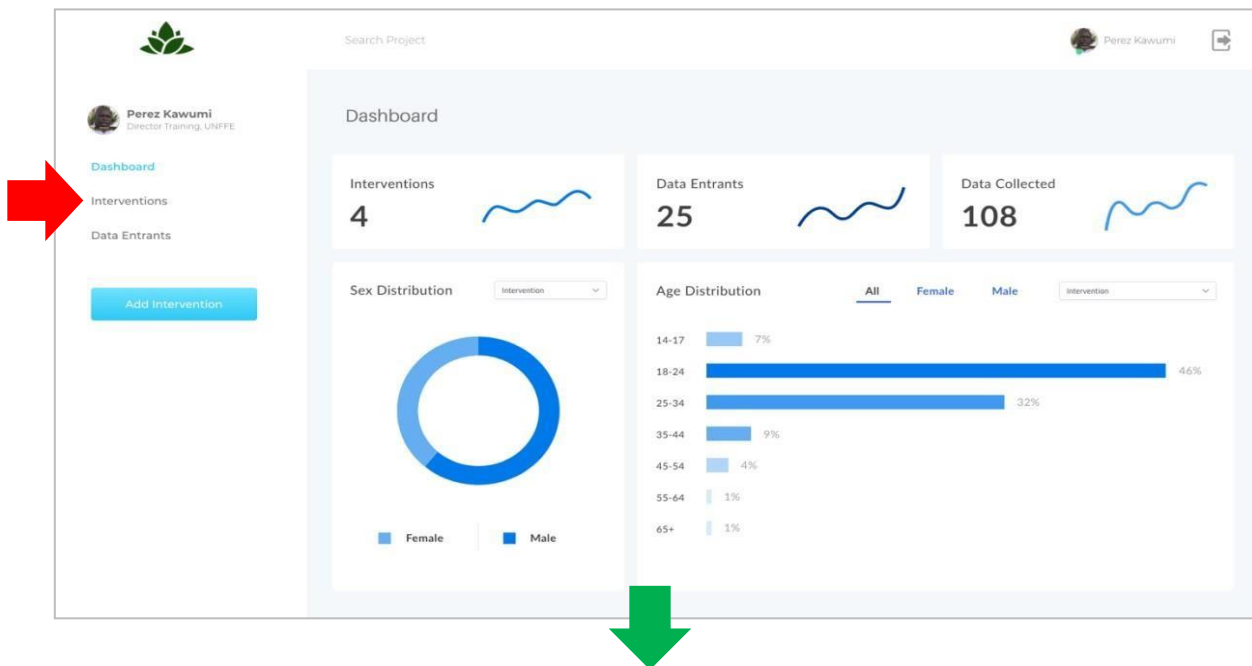 Search Project
Perez Kawumi
Perez Kawumi
Director Training, UNFFE
Dashboard
Interventions
Data Entrants
Add Intervention
Dashboard
Interventions
4
Data Entrants
25
Data Collected
108
Sex Distribution
Intervention
Female
Male
Age Distribution
All Female Male
Intervention
14-17 7%
18-24 46%
25-34 32%
35-44 9%
45-54 4%
55-64 1%
65+ 1%